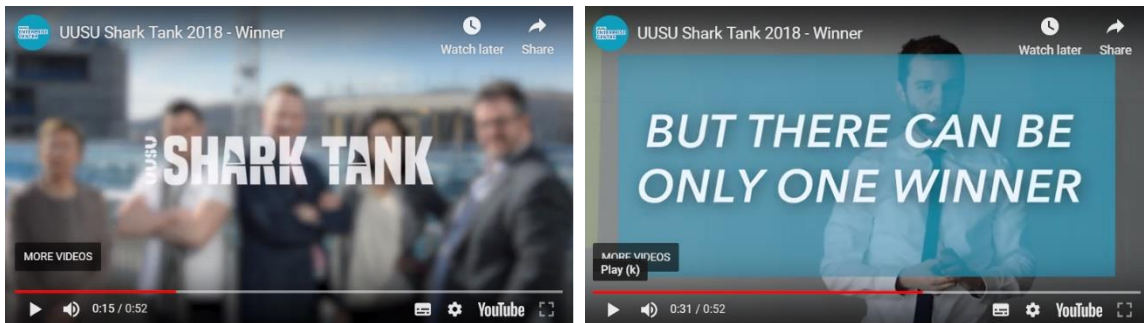 UUSU Shark Tank 2018 - Winner
Watch later
Share
UUSU SHARK TANK
MORE VIDEOS
0:15 / 0:52
YouTube
UUSU Shark Tank 2018 - Winner
Watch later
Share
BUT THERE CAN BE
ONLY ONE WINNER
MORE VIDEOS
Play (k)
0:31 / 0:52
YouTube